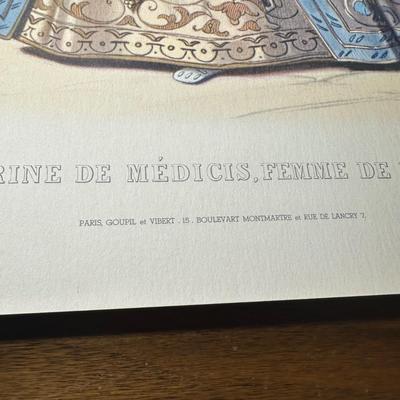 RINE DE MÉDICIS, FEMME DE
PARIS, GOUPIL et VIBERT . 15 . BOULEVART MONTMARTRE et RUE DE LANCRY 7.